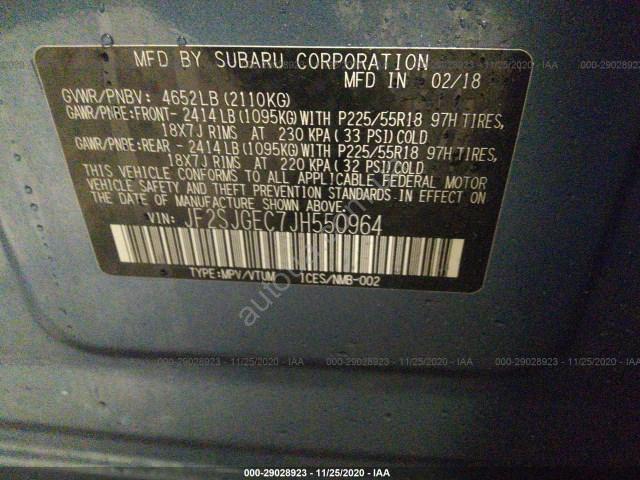 MFD BY SUBARU CORPORATION
MFD IN 02/18
GVWR/PNBV: 4652LB(2110KG)
GAWR/PNBE:FRONT- 2414LB(1095KG)WITH P225/55R18 97H TIRES,
18X7J RIMS AT 230 KPA(33 PSI)COLD
GAWR/PNBE:REAR - 2414LB(1095KG)WITH P225/55R18 97H TIRES,
18X7J RIMS AT 220 KPA(32 PSI)COLD
THIS VEHICLE CONFORMS TO ALL APPLICABLE FEDERAL MOTOR
VEHICLE SAFETY AND THEFT PREVENTION STANDARDS IN EFFECT
ON THE DATE OF MANUFACTURE SHOWN ABOVE.
VIN: JF2SJGEC7JH550964
TYPE:MPV/VTUM ICES/NMB-002
000-29028923 - 11/25/2020 - IAA